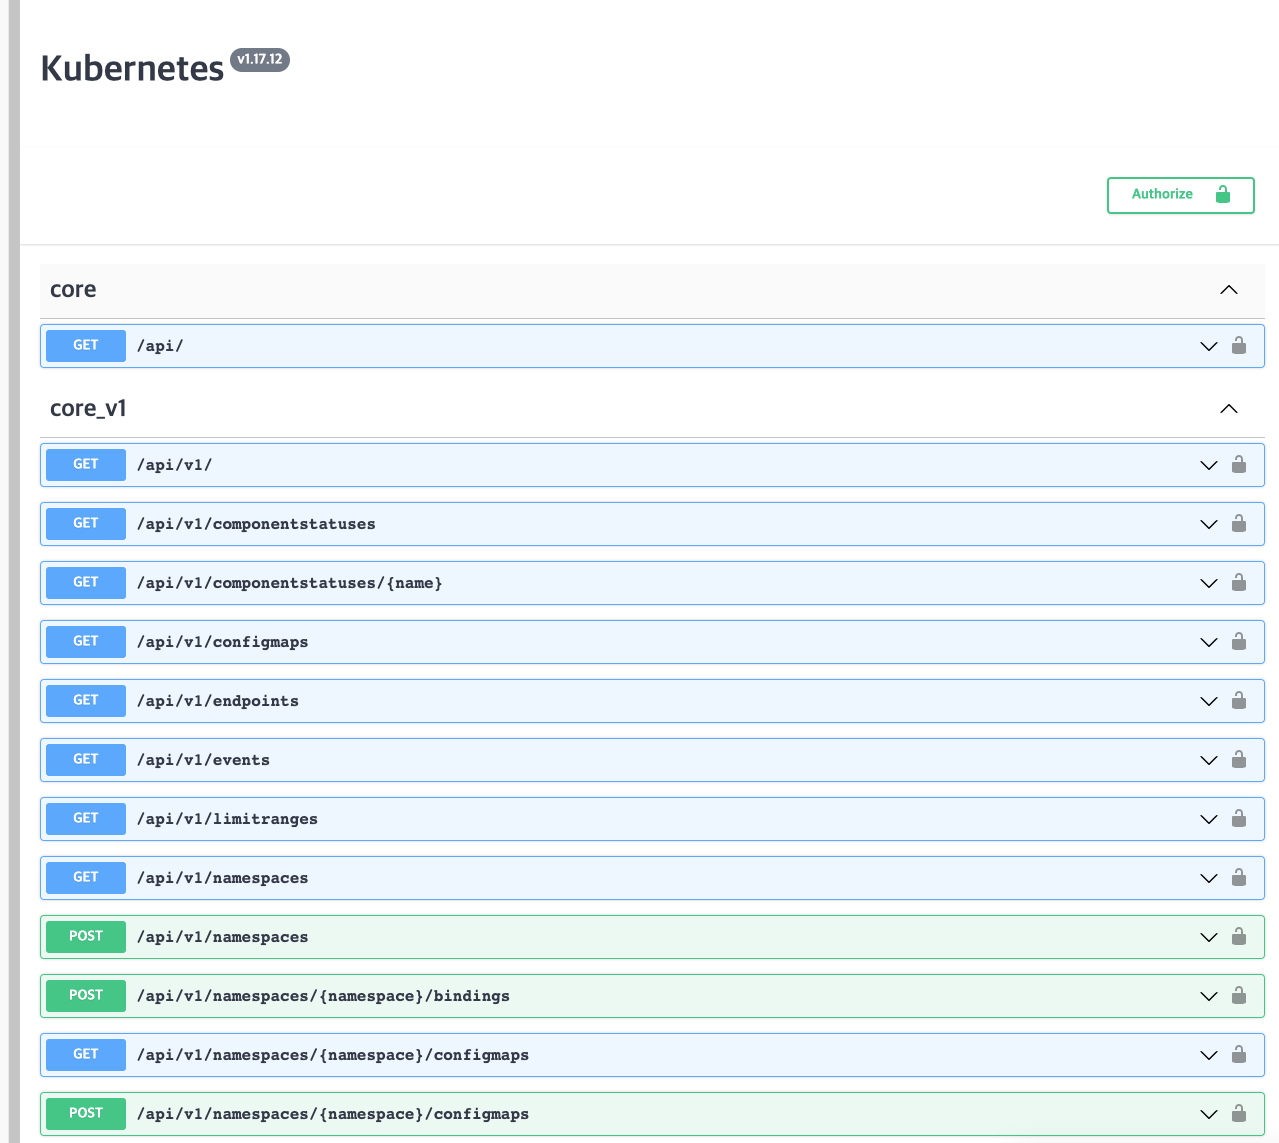 Kubernetes v1.17.12
Authorize
core
GET /api/
core_v1
GET /api/v1/
GET /api/v1/componentstatuses
GET /api/v1/componentstatuses/{name}
GET /api/v1/configmaps
GET /api/v1/endpoints
GET /api/v1/events
GET /api/v1/limitranges
GET /api/v1/namespaces
POST /api/v1/namespaces
POST /api/v1/namespaces/{namespace}/bindings
GET /api/v1/namespaces/{namespace}/configmaps
POST /api/v1/namespaces/{namespace}/configmaps